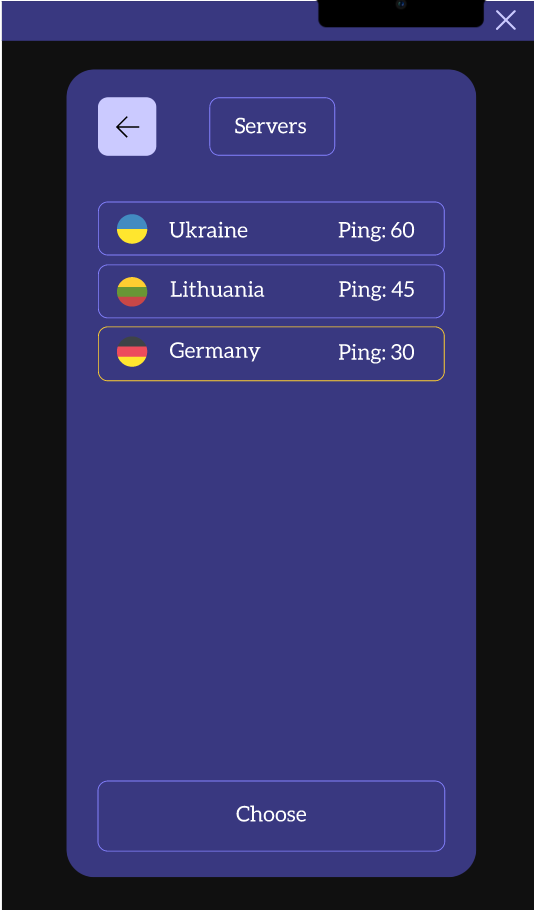 Servers
Ukraine Ping: 60
Lithuania Ping: 45
Germany Ping: 30
Choose